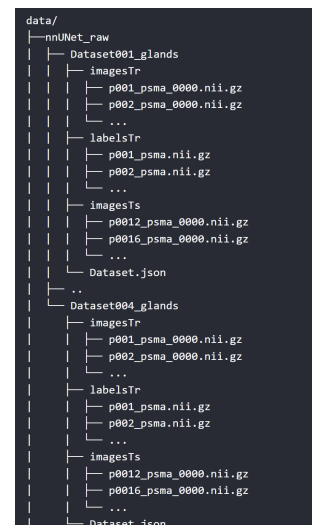 data/
├──nnUNet_raw
│   ├── Dataset001_glands
│   │   ├── imagesTr
│   │   │   ├── p001_psma_0000.nii.gz
│   │   │   ├── p002_psma_0000.nii.gz
│   │   │   └── ...
│   │   ├── labelsTr
│   │   │   ├── p001_psma.nii.gz
│   │   │   ├── p002_psma.nii.gz
│   │   │   └── ...
│   │   ├── imagesTs
│   │   │   ├── p0012_psma_0000.nii.gz
│   │   │   ├── p0016_psma_0000.nii.gz
│   │   │   └── ...
│   │   └── Dataset.json
│   ├── ..
│   └── Dataset004_glands
│       ├── imagesTr
│       │   ├── p001_psma_0000.nii.gz
│       │   ├── p002_psma_0000.nii.gz
│       │   └── ...
│       ├── labelsTr
│       │   ├── p001_psma.nii.gz
│       │   ├── p002_psma.nii.gz
│       │   └── ...
│       ├── imagesTs
│       │   ├── p0012_psma_0000.nii.gz
│       │   ├── p0016_psma_0000.nii.gz
│       │   └── ...
│       └── Dataset.json